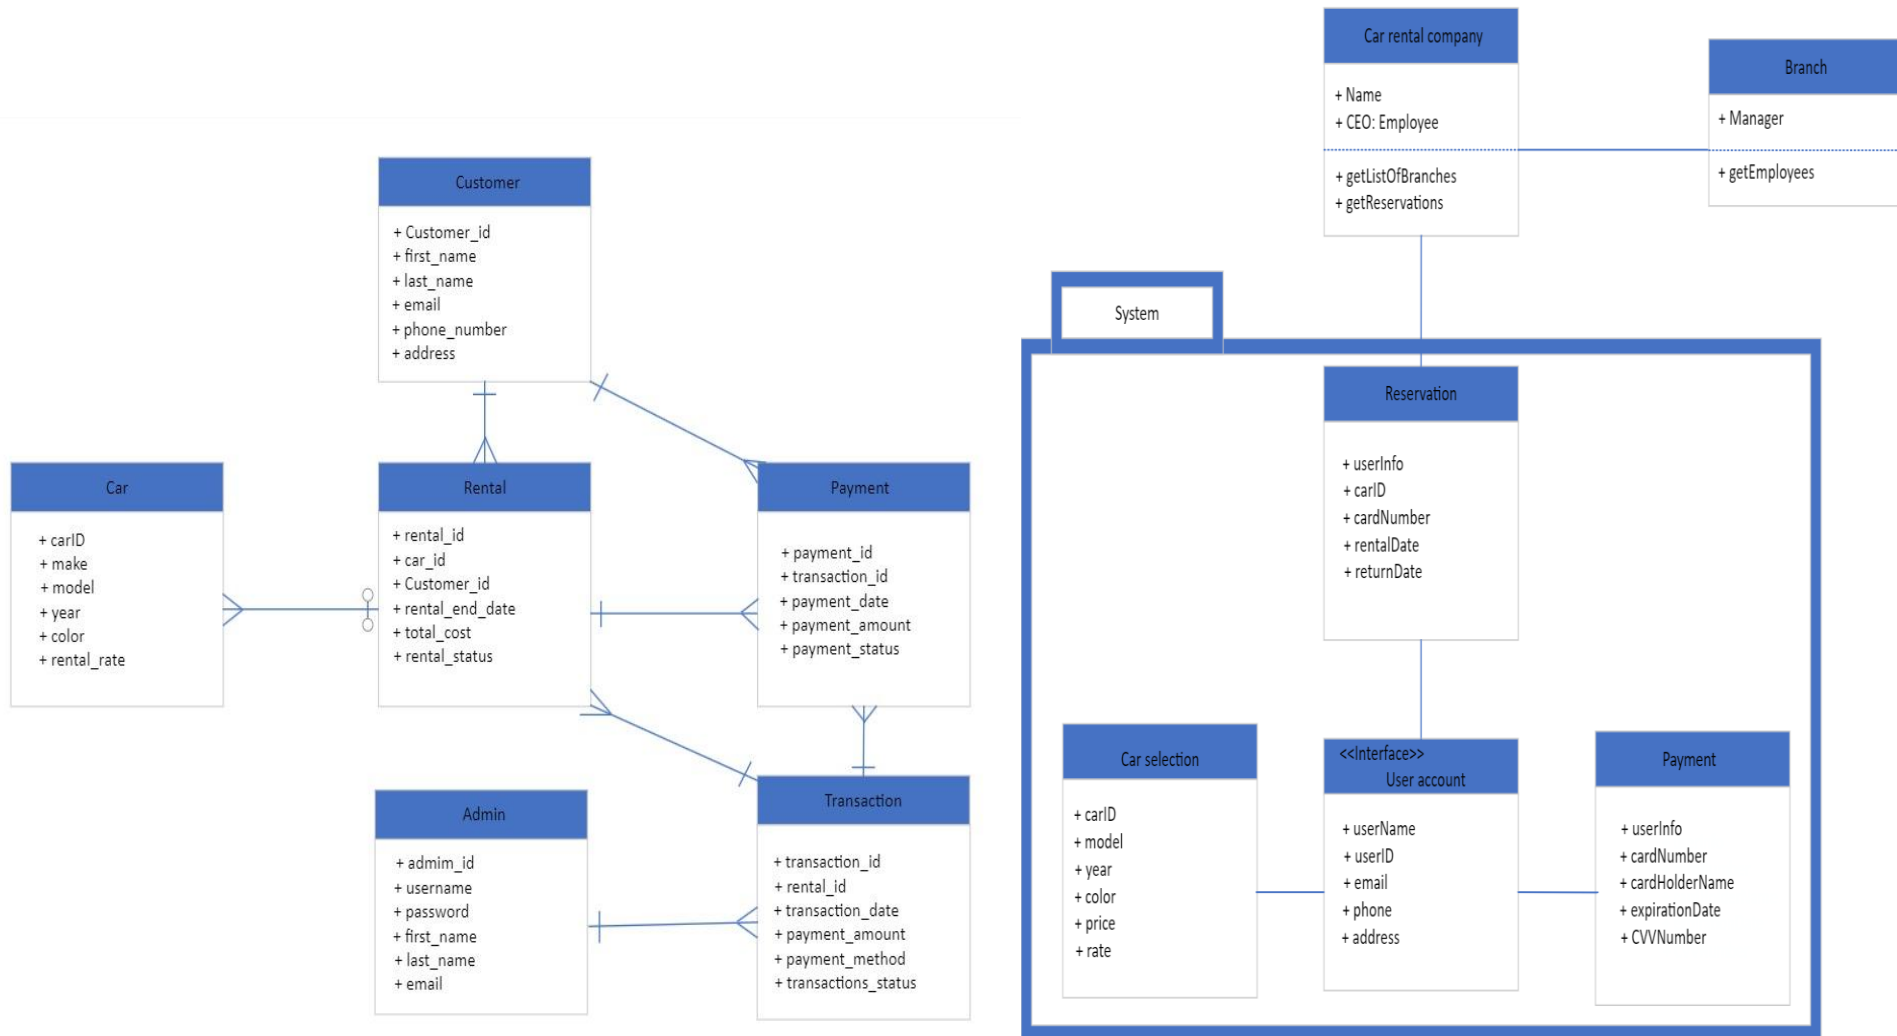 Customer
+ Customer_id
+ first_name
+ last_name
+ email
+ phone_number
+ address
Car
+ carID
+ make
+ model
+ year
+ color
+ rental_rate
Rental
+ rental_id
+ car_id
+ Customer_id
+ rental_end_date
+ total_cost
+ rental_status
Payment
+ payment_id
+ transaction_id
+ payment_date
+ payment_amount
+ payment_status
Admin
+ admim_id
+ username
+ password
+ first_name
+ last_name
+ email
Transaction
+ transaction_id
+ rental_id
+ transaction_date
+ payment_amount
+ payment_method
+ transactions_status
Car rental company
+ Name
+ CEO: Employee
+ getListOfBranches
+ getReservations
Branch
+ Manager
+ getEmployees
System
Reservation
+ userInfo
+ carID
+ cardNumber
+ rentalDate
+ returnDate
Car selection
+ carID
+ model
+ year
+ color
+ price
+ rate
<<Interface>>
User account
+ userName
+ userID
+ email
+ phone
+ address
Payment
+ userInfo
+ cardNumber
+ cardHolderName
+ expirationDate
+ CVVNumber